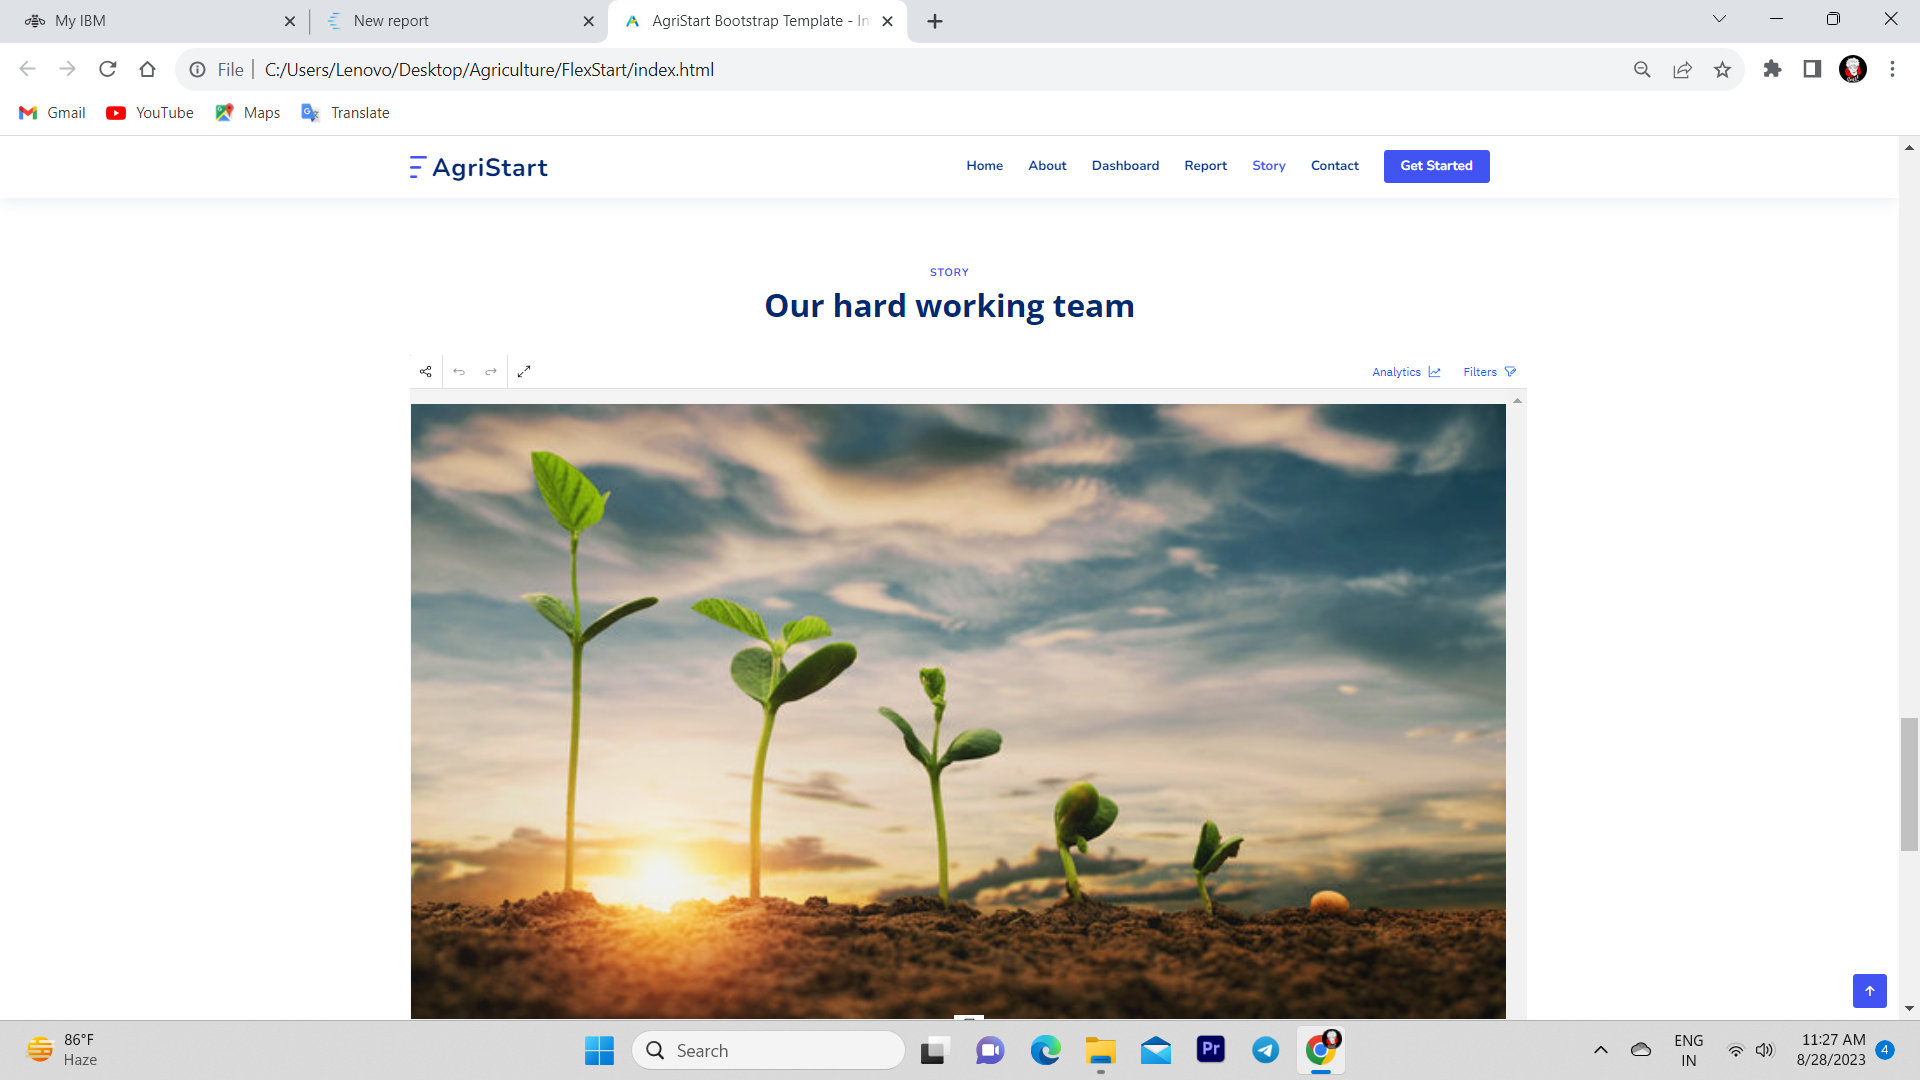 My IBM
New report
AgriStart Bootstrap Template - In
File
C:/Users/Lenovo/Desktop/Agriculture/FlexStart/index.html
Gmail
YouTube
Maps
Translate
AgriStart
Home
About
Dashboard
Report
Story
Contact
Get Started
STORY
Our hard working team
Analytics
Filters
86°F
Haze
Search
Pr
ENG
IN
11:27 AM
8/28/2023
4